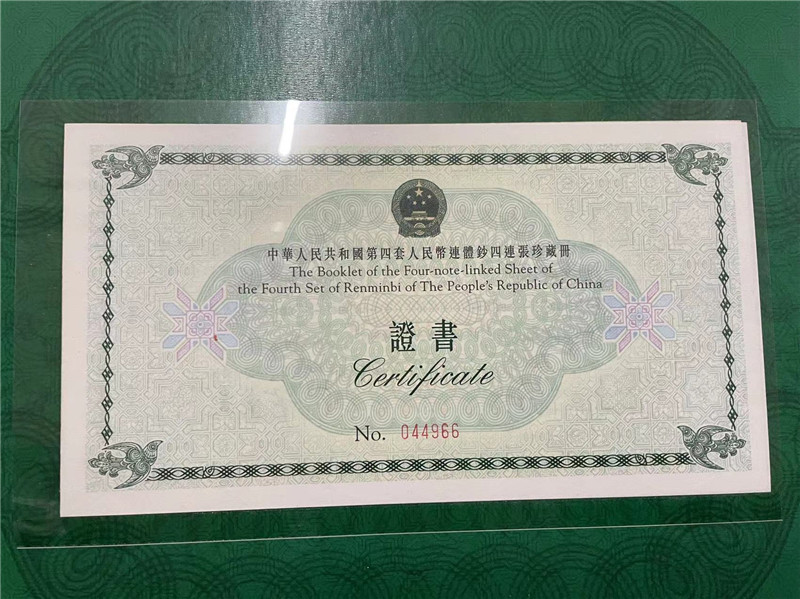 中華人民共和國第四套人民幣連體鈔四連張珍藏冊
The Booklet of the Four-note-linked Sheet of
the Fourth Set of Renminbi of The People's Republic of China
證書
Certificate
No. 044966